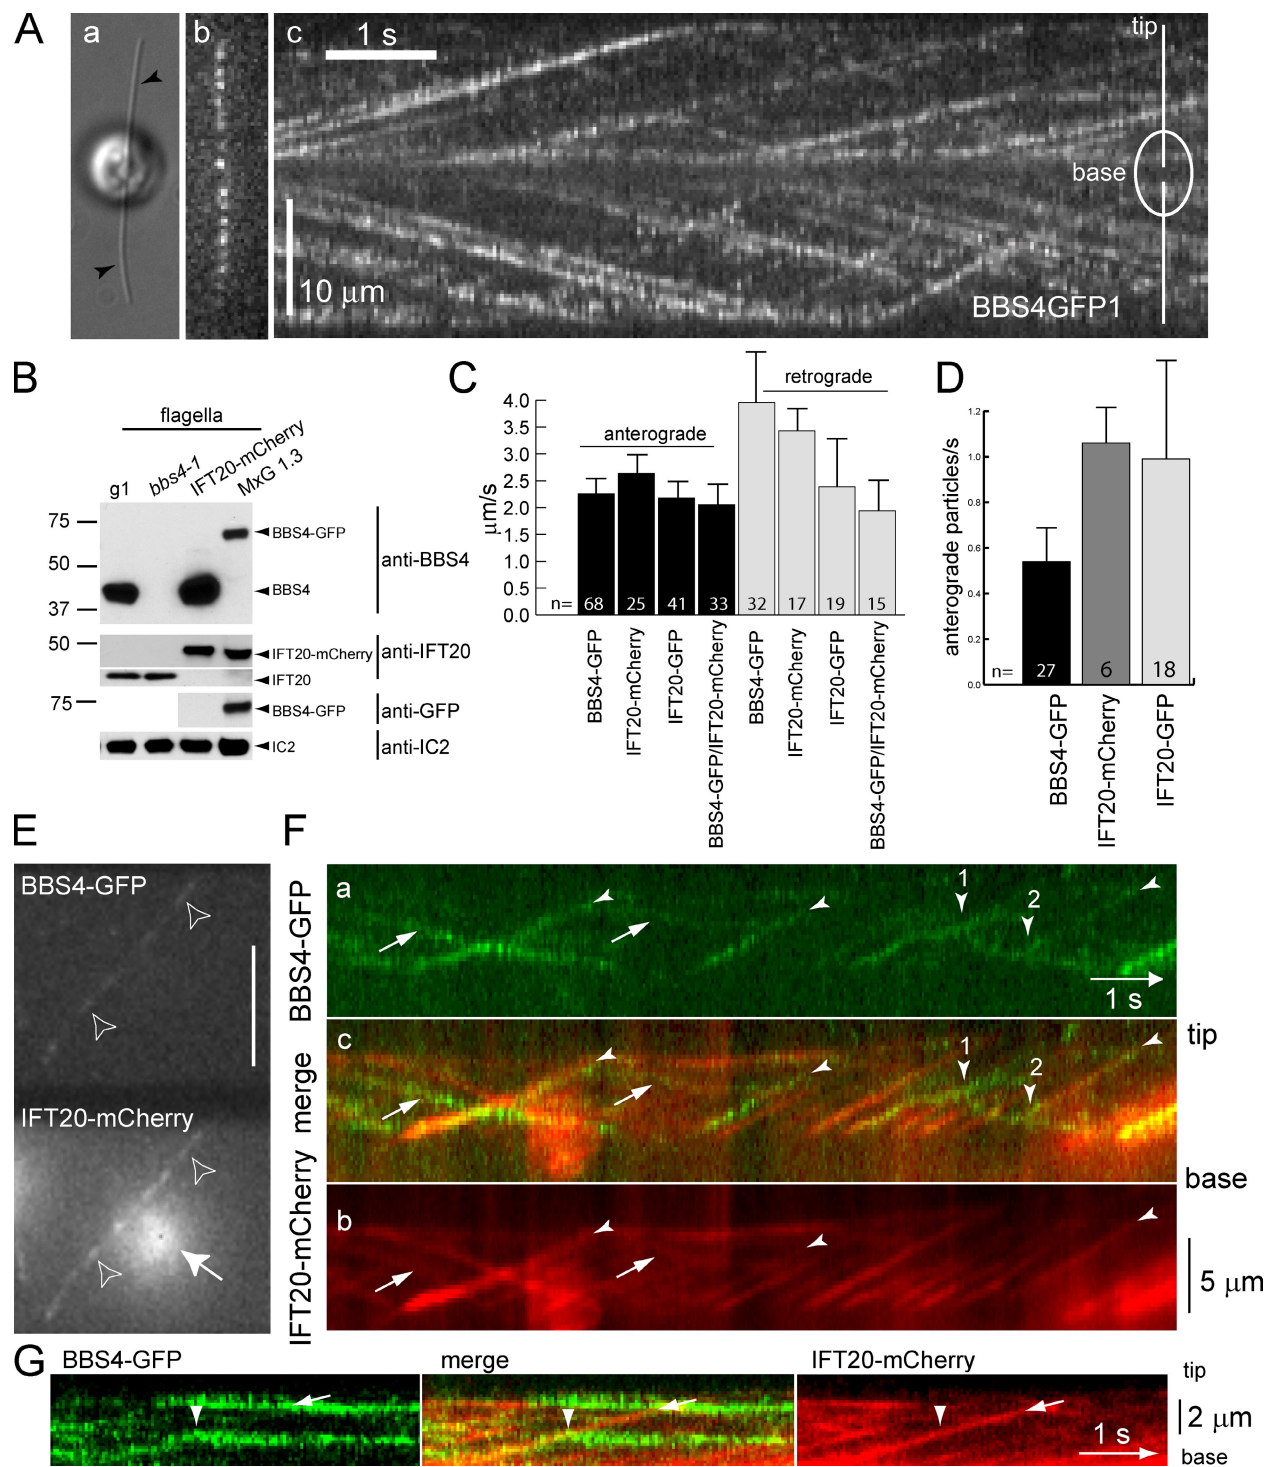 A
a
b
c
1 s
tip
base
10 μm
BBS4GFP1
B
flagella
g1
bbs4-1
IFT20-mCherry
MxG 1.3
75
50
37
BBS4-GFP
BBS4
anti-BBS4
50
IFT20-mCherry
IFT20
anti-IFT20
75
BBS4-GFP
anti-GFP
IC2
anti-IC2
C
μm/s
4.0
3.5
3.0
2.5
2.0
1.5
1.0
0.5
0.0
anterograde
retrograde
n= 68 25 41 33 32 17 19 15
BBS4-GFP
IFT20-mCherry
IFT20-GFP
BBS4-GFP/IFT20-mCherry
BBS4-GFP
IFT20-mCherry
IFT20-GFP
BBS4-GFP/IFT20-mCherry
D
anterograde particles/s
1.2
1.0
0.8
0.6
0.4
0.2
0.0
n= 27 6 18
BBS4-GFP
IFT20-mCherry
IFT20-GFP
E
BBS4-GFP
IFT20-mCherry
F
BBS4-GFP
a
1
2
1 s
merge
c
1
2
tip
base
IFT20-mCherry
b
5 μm
G
BBS4-GFP
merge
IFT20-mCherry
tip
2 μm
1 s
base